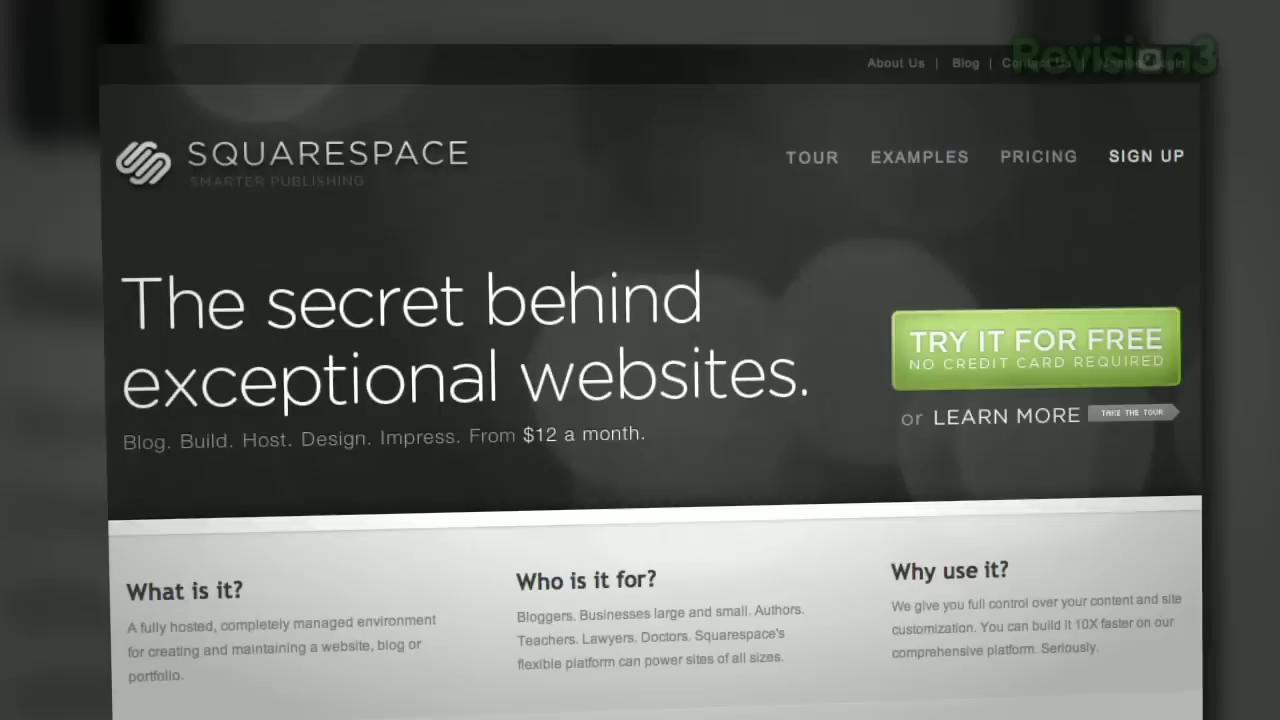 Revision3
About Us | Blog | Contact Us |
SQUARESPACE
SMARTER PUBLISHING
TOUR EXAMPLES PRICING SIGN UP
The secret behind
exceptional websites.
Blog. Build. Host. Design. Impress. From $12 a month.
TRY IT FOR FREE
NO CREDIT CARD REQUIRED
or LEARN MORE TAKE THE TOUR
What is it?
A fully hosted, completely managed environment
for creating and maintaining a website, blog or
portfolio.
Who is it for?
Bloggers. Businesses large and small. Authors.
Teachers. Lawyers. Doctors. Squarespace's
flexible platform can power sites of all sizes.
Why use it?
We give you full control over your content and site
customization. You can build it 10X faster on our
comprehensive platform. Seriously.